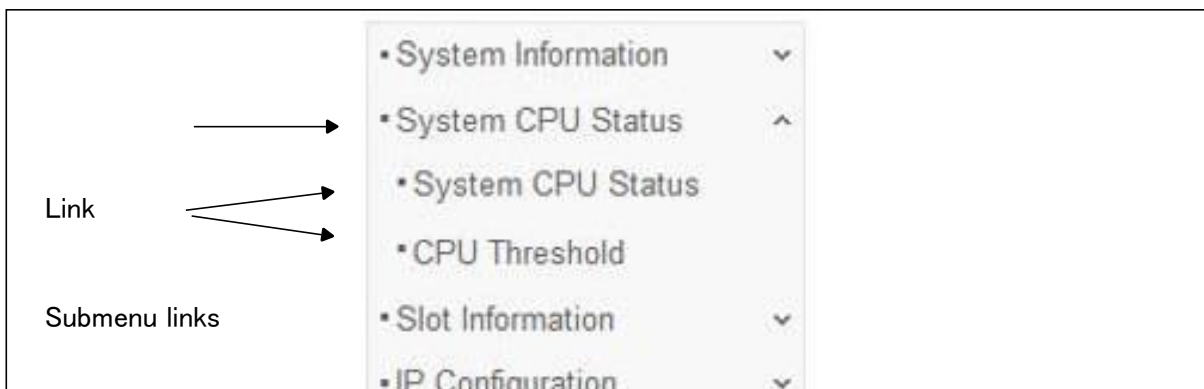 ▪ System Information
▪ System CPU Status
▪ System CPU Status
Link
▪ CPU Threshold
Submenu links
▪ Slot Information
▪ IP Configuration